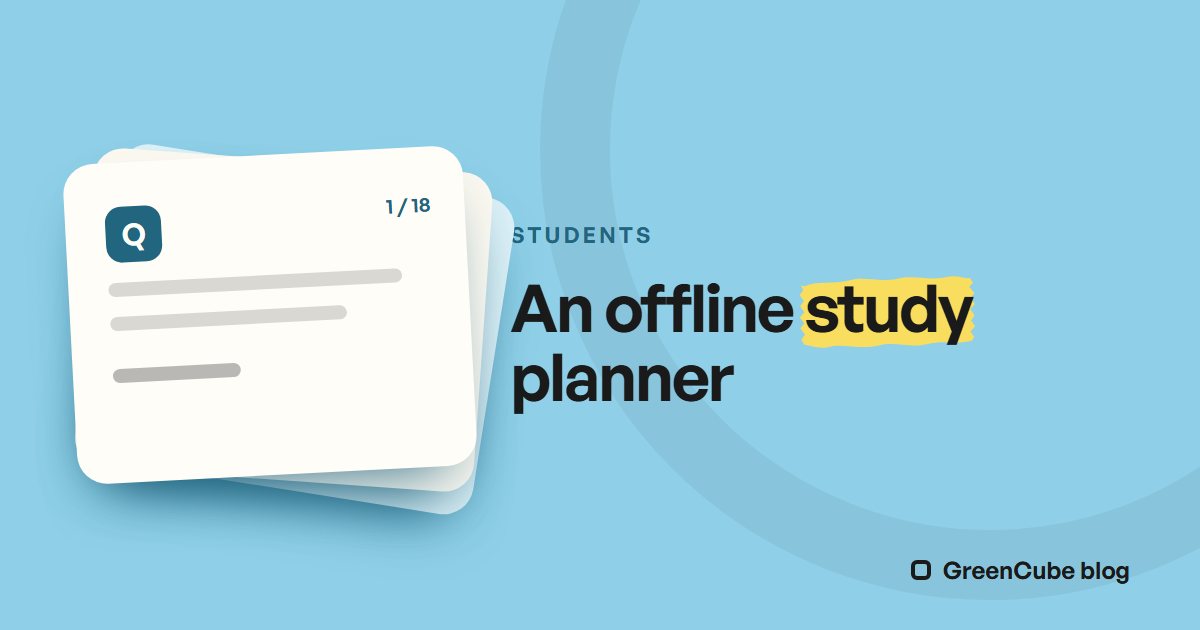 Q
1/18
STUDENTS
An offline study
planner
GreenCube blog